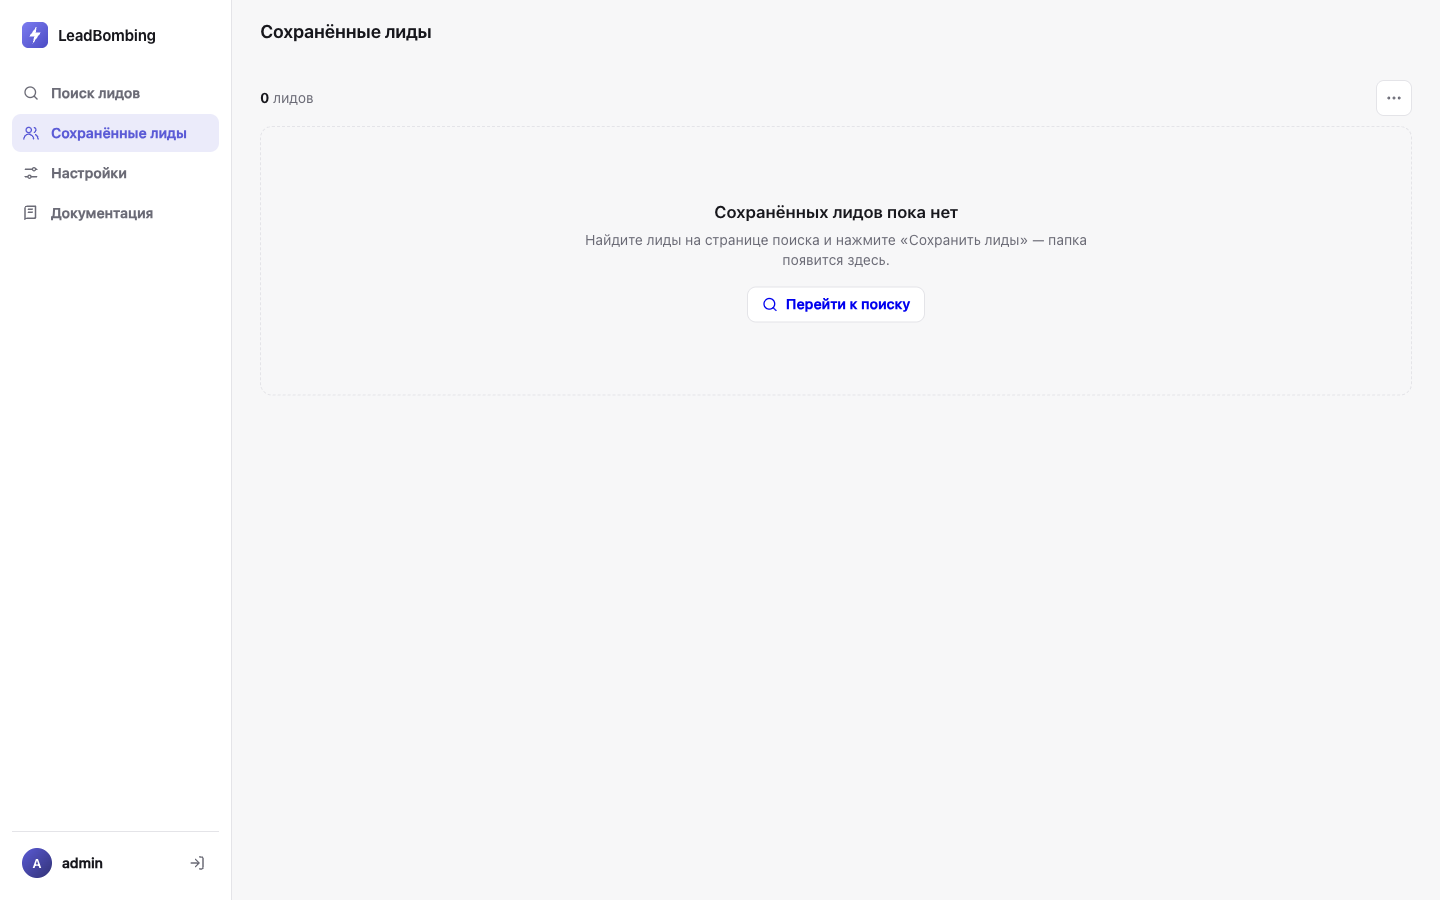 LeadBombing
Поиск лидов
Сохранённые лиды
Настройки
Документация
A
admin
Сохранённые лиды
0 лидов
Сохранённых лидов пока нет
Найдите лиды на странице поиска и нажмите «Сохранить лиды» — папка
появится здесь.
Перейти к поиску